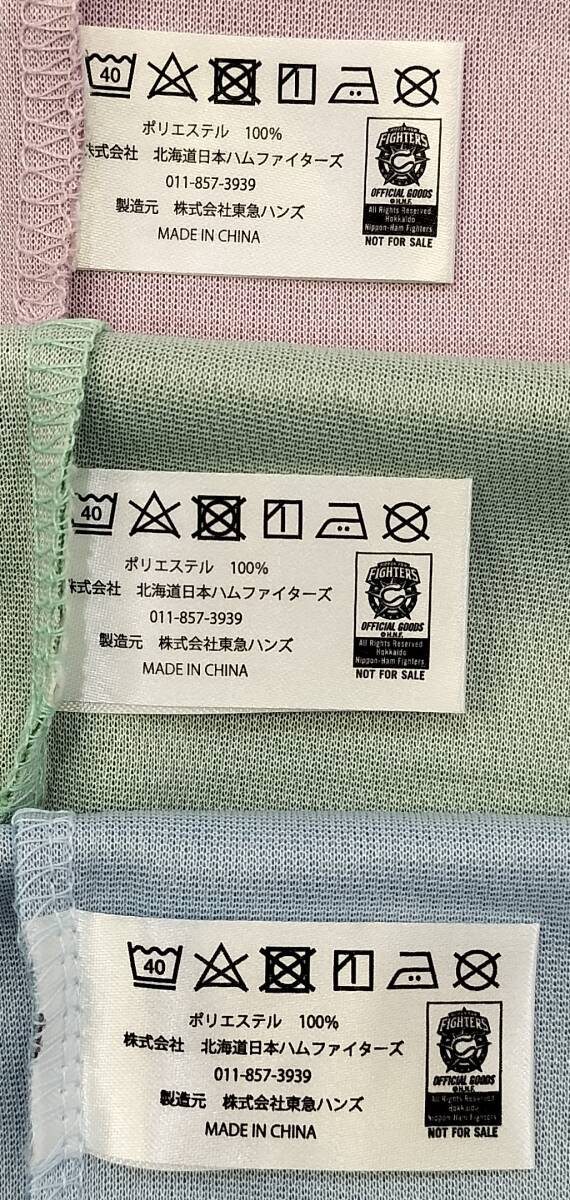 40
ポリエステル 100%
株式会社 北海道日本ハムファイターズ
011-857-3939
製造元 株式会社東急ハンズ
MADE IN CHINA
FIGHTERS
OFFICIAL GOODS
©H.N.F.
All Rights Reserved
Hokkaido
Nippon-Ham Fighters
NOT FOR SALE
40
ポリエステル 100%
株式会社 北海道日本ハムファイターズ
011-857-3939
製造元 株式会社東急ハンズ
MADE IN CHINA
FIGHTERS
OFFICIAL GOODS
©H.N.F.
All Rights Reserved
Hokkaido
Nippon-Ham Fighters
NOT FOR SALE
40
ポリエステル 100%
株式会社 北海道日本ハムファイターズ
011-857-3939
製造元 株式会社東急ハンズ
MADE IN CHINA
FIGHTERS
OFFICIAL GOODS
©H.N.F.
All Rights Reserved
Hokkaido
Nippon-Ham Fighters
NOT FOR SALE